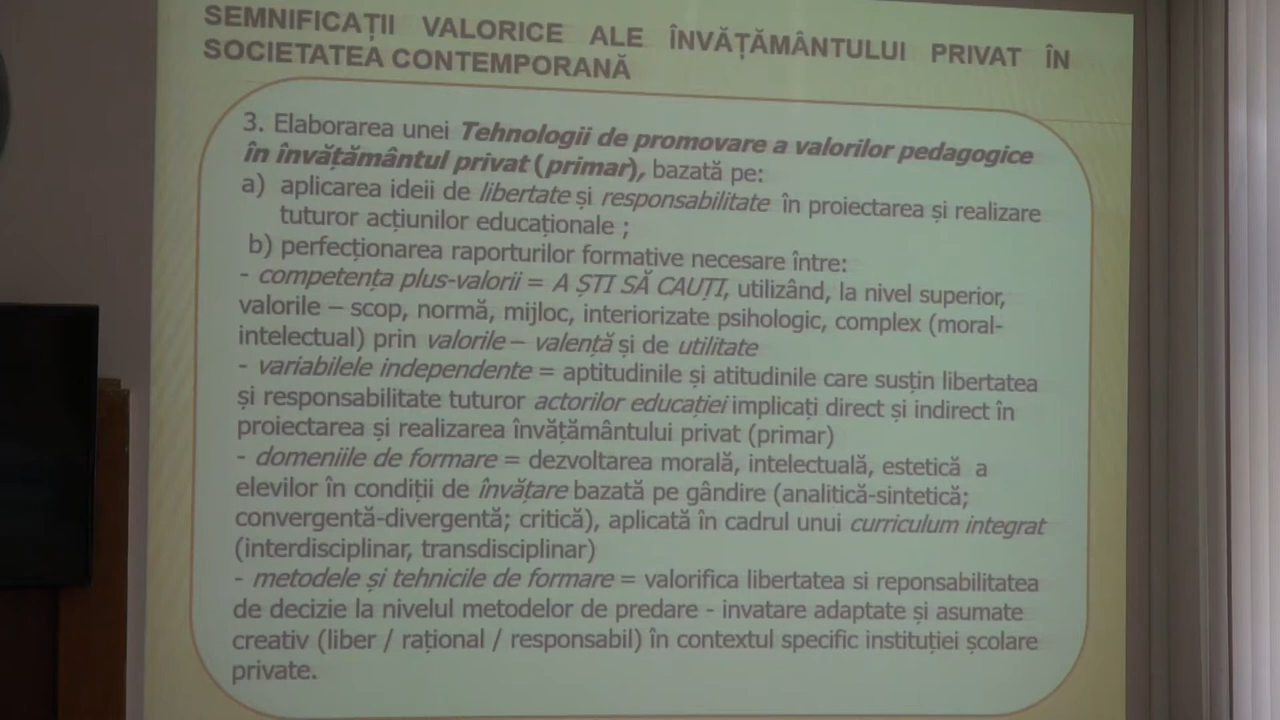 SEMNIFICAȚII VALORICE ALE ÎNVĂȚĂMÂNTULUI PRIVAT ÎN
SOCIETATEA CONTEMPORANĂ
3. Elaborarea unei Tehnologii de promovare a valorilor pedagogice
în învățământul privat (primar), bazată pe:
a) aplicarea ideii de libertate și responsabilitate în proiectarea și realizare
tuturor acțiunilor educaționale ;
b) perfecționarea raporturilor formative necesare între:
- competența plus-valorii = A ȘTI SĂ CAUȚI, utilizând, la nivel superior,
valorile – scop, normă, mijloc, interiorizate psihologic, complex (moral-
intelectual) prin valorile – valență și de utilitate
- variabilele independente = aptitudinile și atitudinile care susțin libertatea
și responsabilitate tuturor actorilor educației implicați direct și indirect în
proiectarea și realizarea învățământului privat (primar)
- domeniile de formare = dezvoltarea morală, intelectuală, estetică a
elevilor în condiții de învățare bazată pe gândire (analitică-sintetică;
convergentă-divergentă; critică), aplicată în cadrul unui curriculum integrat
(interdisciplinar, transdisciplinar)
- metodele și tehnicile de formare = valorifica libertatea si reponsabilitatea
de decizie la nivelul metodelor de predare - invatare adaptate și asumate
creativ (liber / rațional / responsabil) în contextul specific instituției școlare
private.